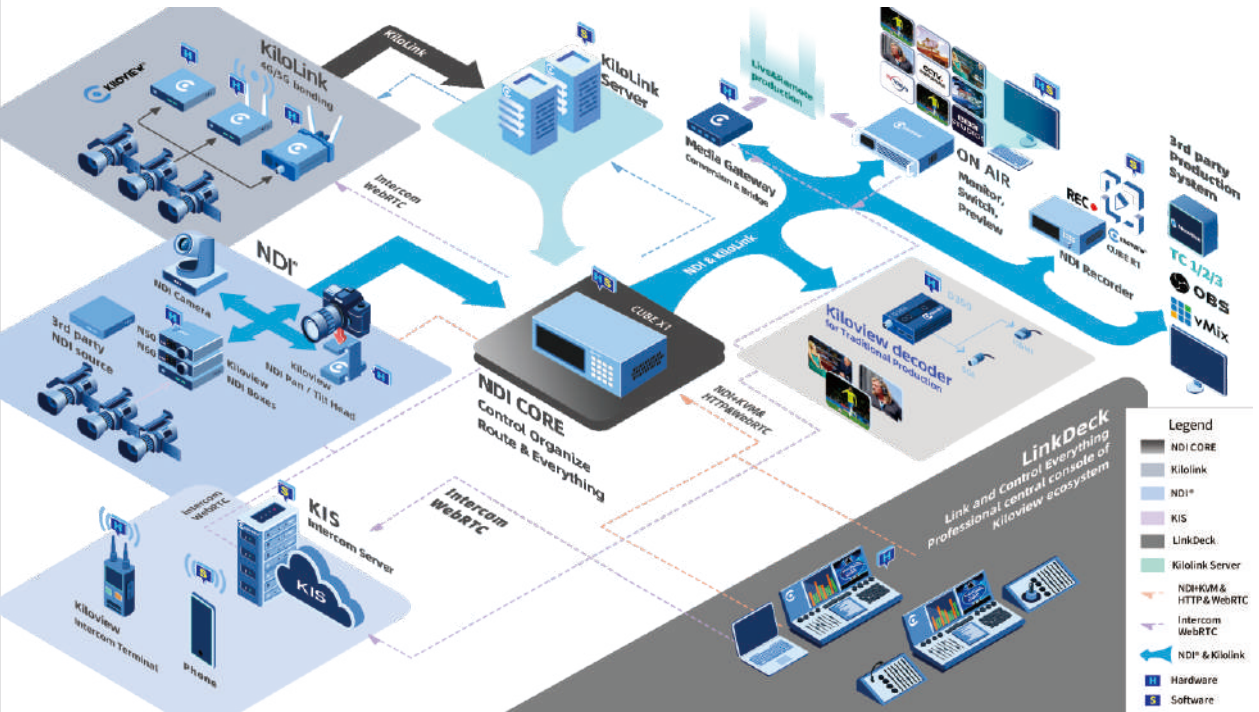 KILOVIEW
KiloLink
4G/5G bonding
H
H
H
KiloLink
S
KiloLink
Server
Intercom
WebRTC
H
Media Gateway
Conversion & Bridge
Live&Remote
production
H S
ON AIR
Monitor,
Switch,
Preview
REC
S
CUBE R1
NDI Recorder
3rd party
Production
System
TC 1/2/3
OBS
vMix
NDI®
NDI Camera
3rd party
NDI source
N50
N60
H
Kiloview
NDI Boxes
Kiloview
NDI Pan / Tilt Head
H
NDI & KiloLink
H S
CUBE X1
NDI CORE
Control Organize
Route & Everything
H
Kiloview decoder
for Traditional Production
NDI+KVM&
HTTP&WebRTC
Intercom
WebRTC
S
KIS
Intercom Server
KIS
H
Kiloview
Intercom Terminal
S
Phone
Intercom
WebRTC
LinkDeck
Link and Control Everything
Professional central console of
Kiloview ecosystem
H
Legend
NDI CORE
Kilolink
NDI®
KIS
LinkDeck
Kilolink Server
NDI+KVM &
HTTP & WebRTC
Intercom
WebRTC
NDI® & Kilolink
H Hardware
S Software